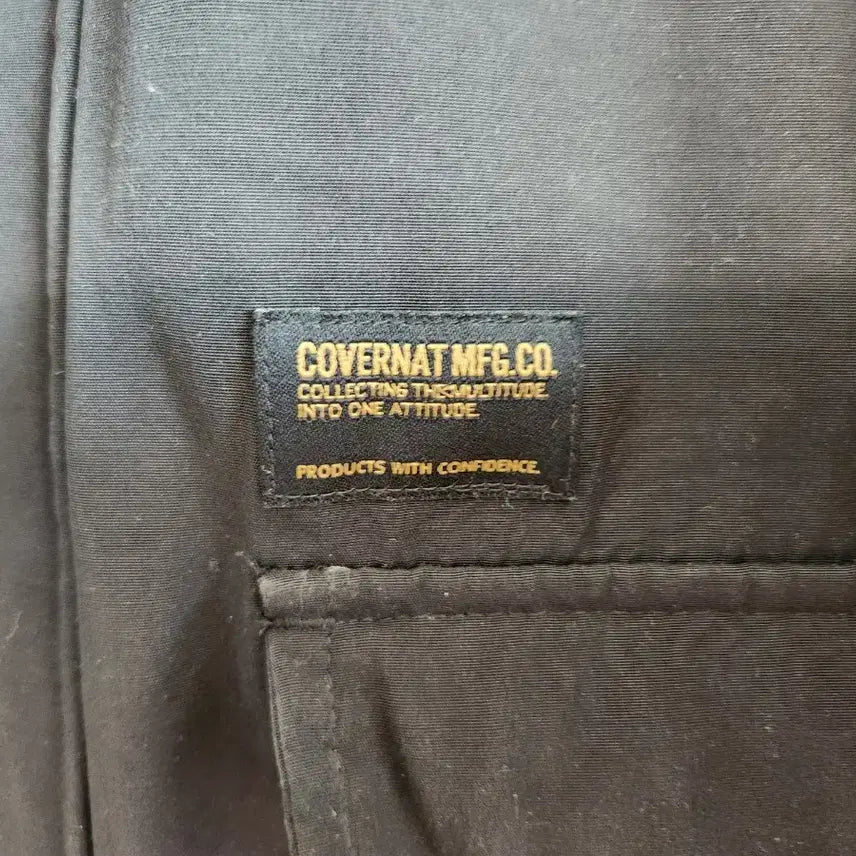 COVERNAT MFG.CO.
COLLECTING THE MULTITUDE
INTO ONE ATTITUDE.
PRODUCTS WITH CONFIDENCE.